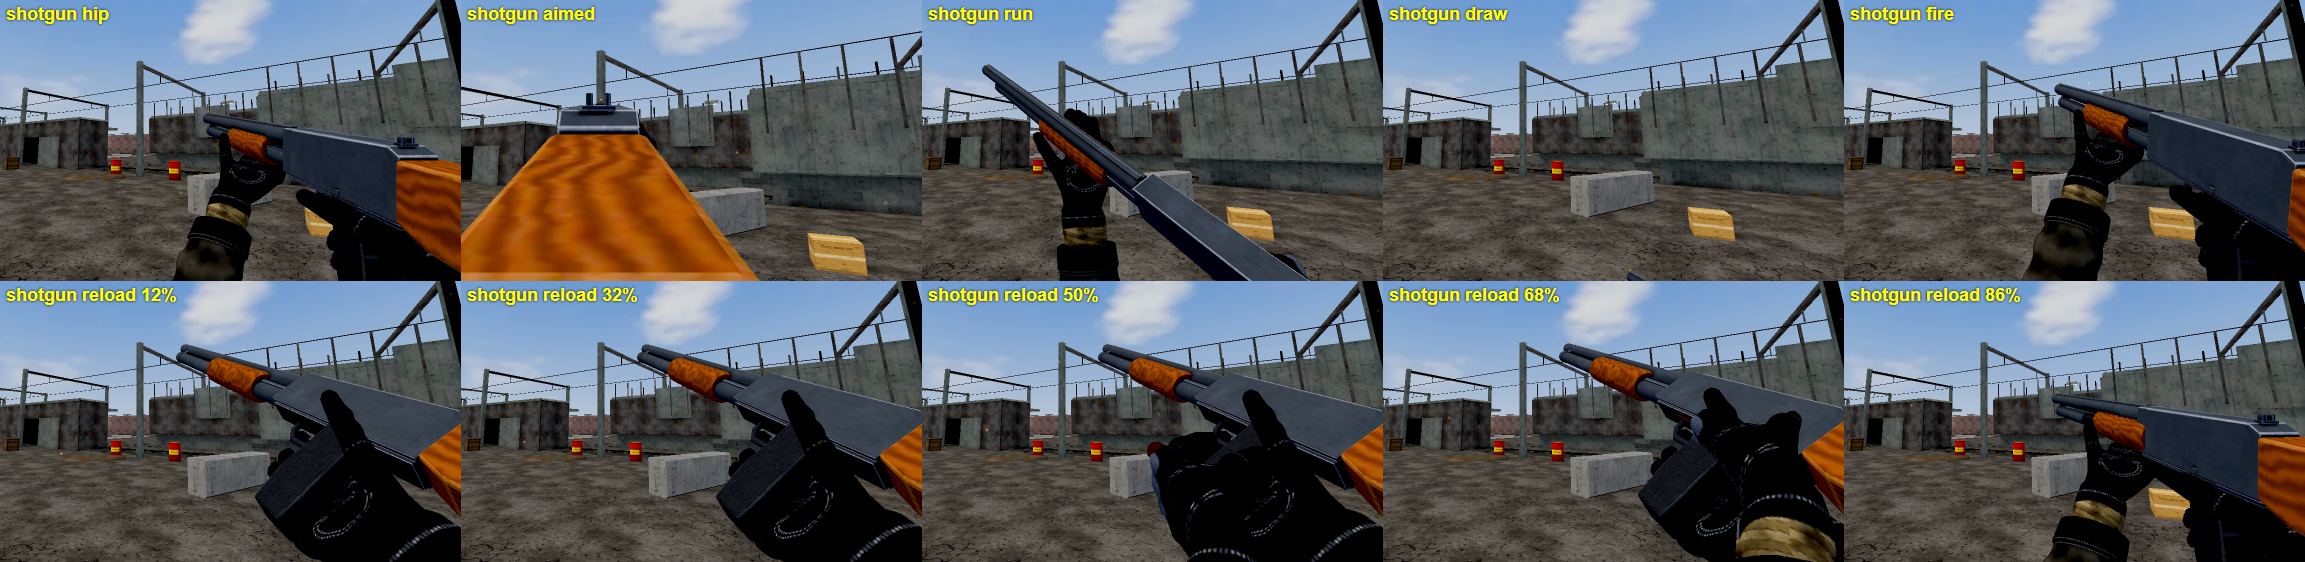 shotgun hip
shotgun aimed
shotgun run
shotgun draw
shotgun fire
shotgun reload 12%
shotgun reload 32%
shotgun reload 50%
shotgun reload 68%
shotgun reload 86%